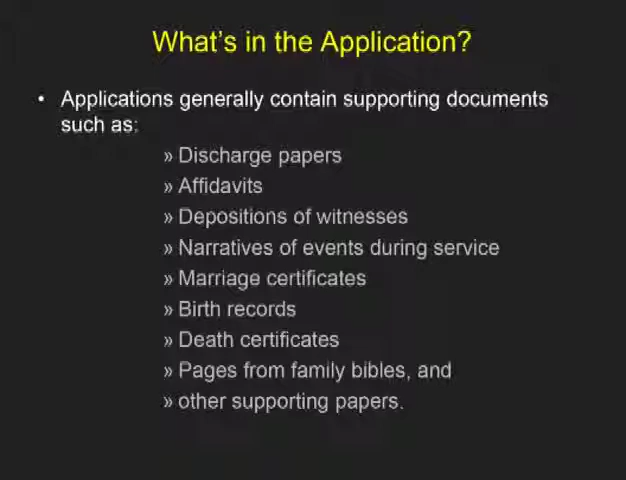 What's in the Application?
• Applications generally contain supporting documents
such as:
» Discharge papers
» Affidavits
» Depositions of witnesses
» Narratives of events during service
» Marriage certificates
» Birth records
» Death certificates
» Pages from family bibles, and
» other supporting papers.